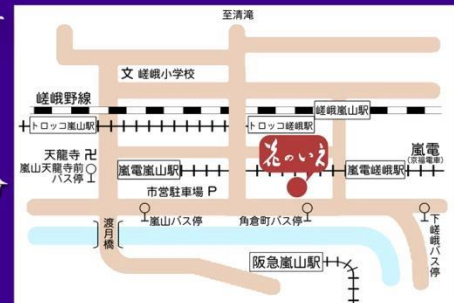 至清滝
文 嵯峨小学校
嵯峨野線
嵯峨嵐山駅
トロッコ嵐山駅
トロッコ嵯峨駅
花のいえ
天龍寺 卍
嵐山天龍寺前
バス停
嵐電嵐山駅
嵐電嵯峨駅
嵐電
(京福電車)
市営駐車場 P
嵐山バス停
角倉町バス停
下嵯峨バス停
渡月橋
阪急嵐山駅